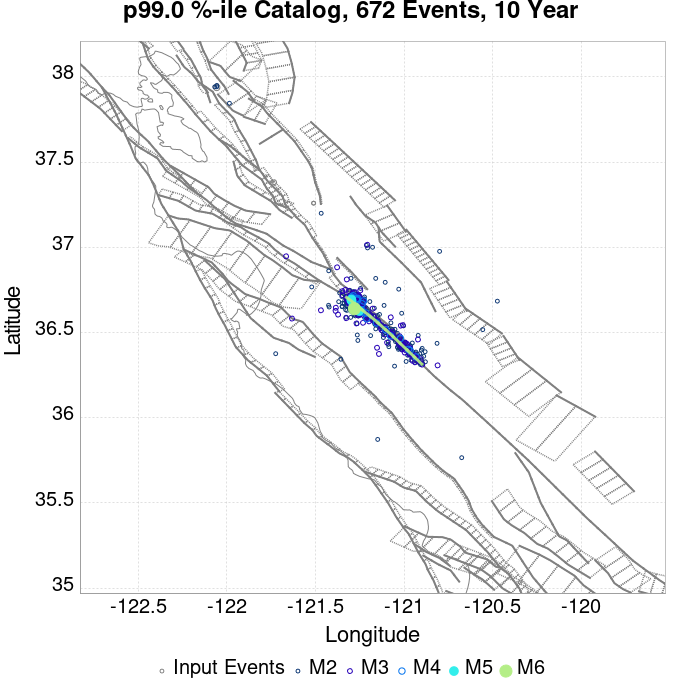 p99.0 %-ile Catalog, 672 Events, 10 Year
38
37.5
37
36.5
36
35.5
35
Latitude
-122.5 -122 -121.5 -121 -120.5 -120
Longitude
Input Events M2 M3 M4 M5 M6